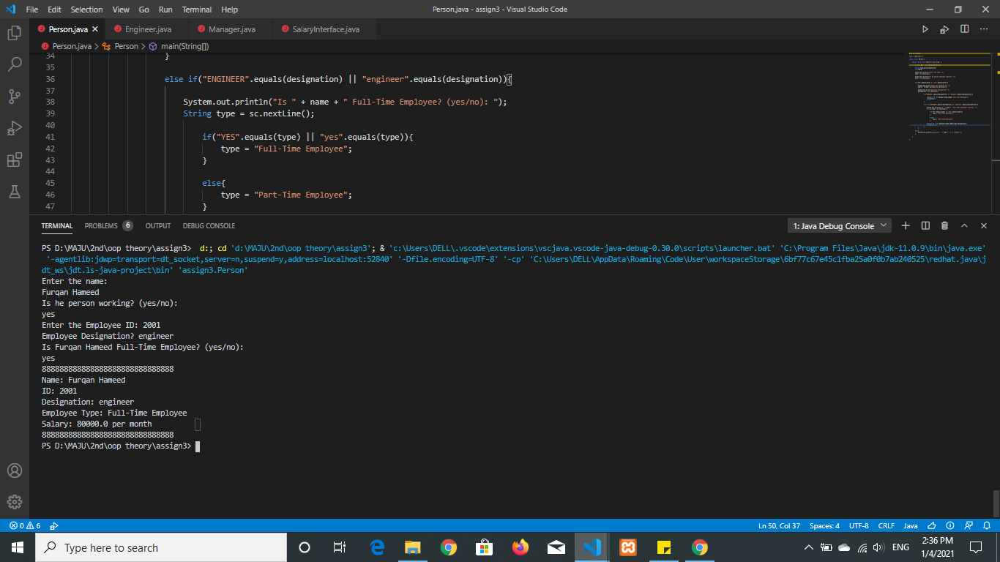 File Edit Selection View Go Run Terminal Help
Person.java - assign3 - Visual Studio Code
Person.java
Engineer.java
Manager.java
SalaryInterface.java
Person.java > Person > main(String[])
34 }
35
36 else if("ENGINEER".equals(designation) || "engineer".equals(designation)){
37
38 System.out.println("Is " + name + " Full-Time Employee? (yes/no): ");
39 String type = sc.nextLine();
40
41 if("YES".equals(type) || "yes".equals(type)){
42 type = "Full-Time Employee";
43 }
44
45 else{
46 type = "Part-Time Employee";
47 }
TERMINAL PROBLEMS 6 OUTPUT DEBUG CONSOLE
1: Java Debug Console
PS D:\MAJU\2nd\oop theory\assign3> d:; cd 'd:\MAJU\2nd\oop theory\assign3'; & 'c:\Users\DELL\.vscode\extensions\vscjava.vscode-java-debug-0.30.0\scripts\launcher.bat' 'C:\Program Files\Java\jdk-11.0.9\bin\java.exe'
'-agentlib:jdwp=transport=dt_socket,server=n,suspend=y,address=localhost:52840' '-Dfile.encoding=UTF-8' '-cp' 'C:\Users\DELL\AppData\Roaming\Code\User\workspaceStorage\6bf77c67e45c1fba25a0f0b7ab240525\redhat.java\j
dt_ws\jdt.ls-java-project\bin' 'assign3.Person'
Enter the name:
Furqan Hameed
Is he person working? (yes/no):
yes
Enter the Employee ID: 2001
Employee Designation? engineer
Is Furqan Hameed Full-Time Employee? (yes/no):
yes
888888888888888888888888888888
Name: Furqan Hameed
ID: 2001
Designation: engineer
Employee Type: Full-Time Employee
Salary: 80000.0 per month
888888888888888888888888888888
PS D:\MAJU\2nd\oop theory\assign3>
0 6
Ln 50, Col 37 Spaces: 4 UTF-8 CRLF Java
Type here to search
ENG
2:36 PM
1/4/2021